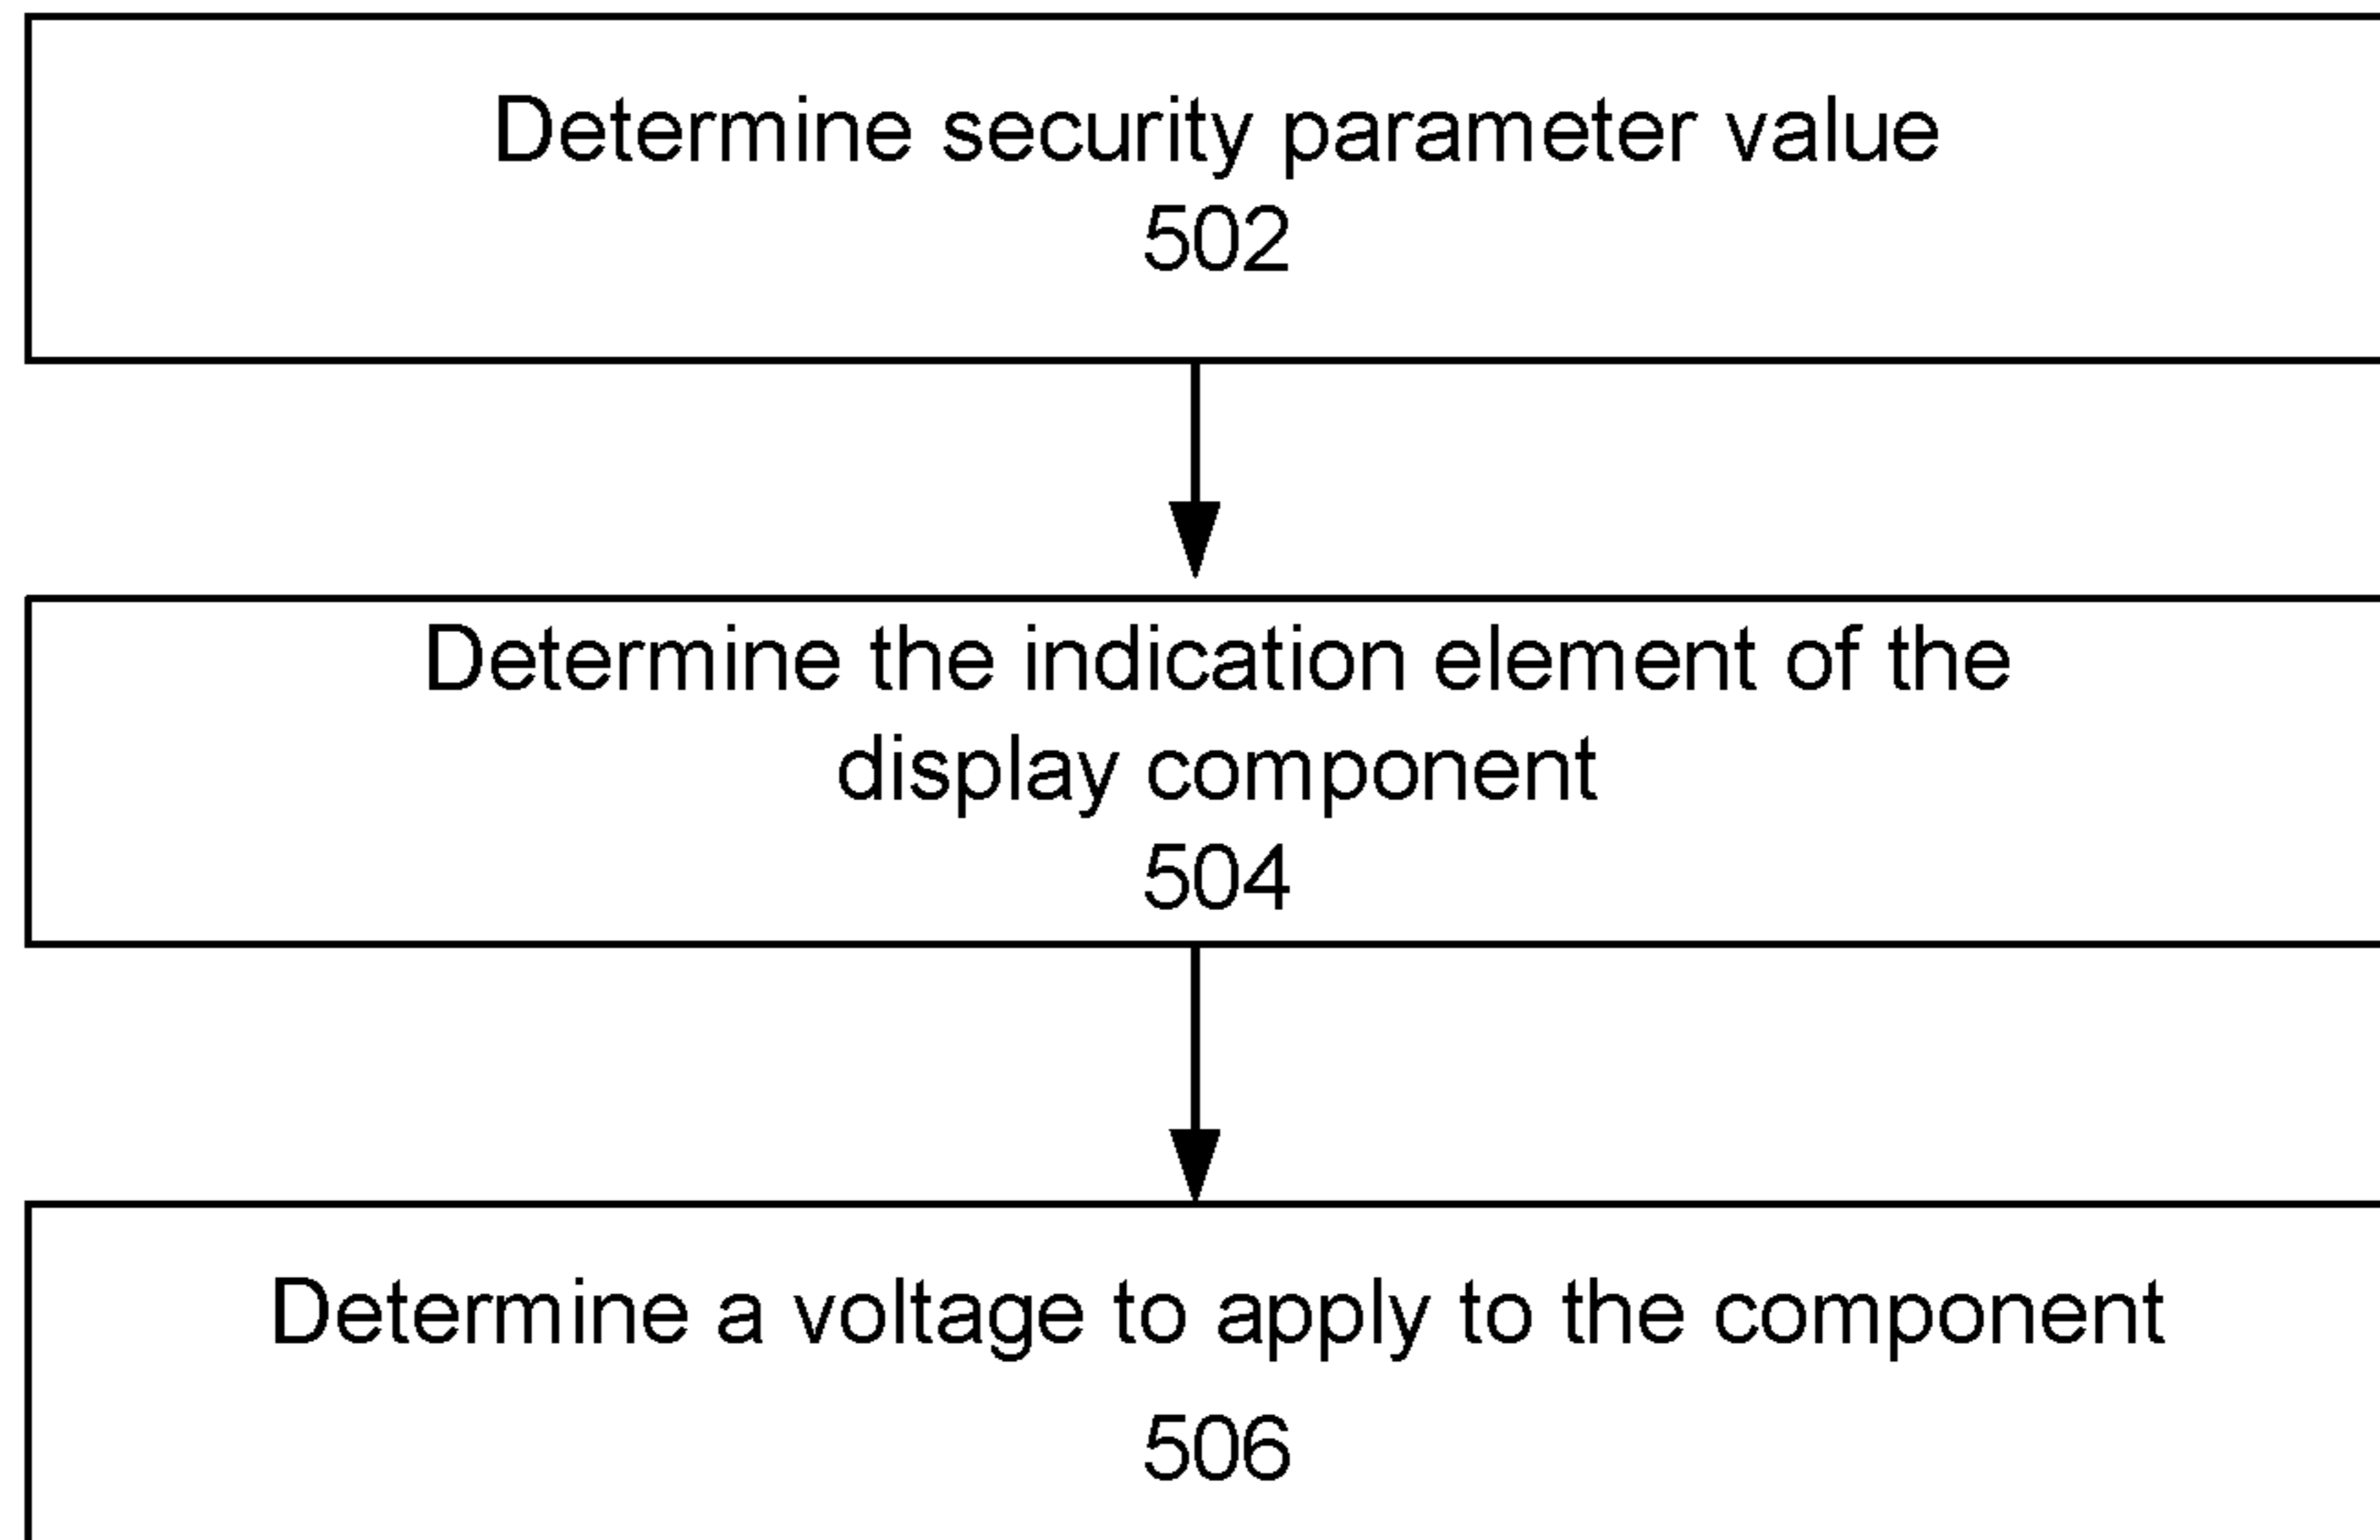 Determine security parameter value
502
Determine the indication element of the
display component
504
Determine a voltage to apply to the component
506